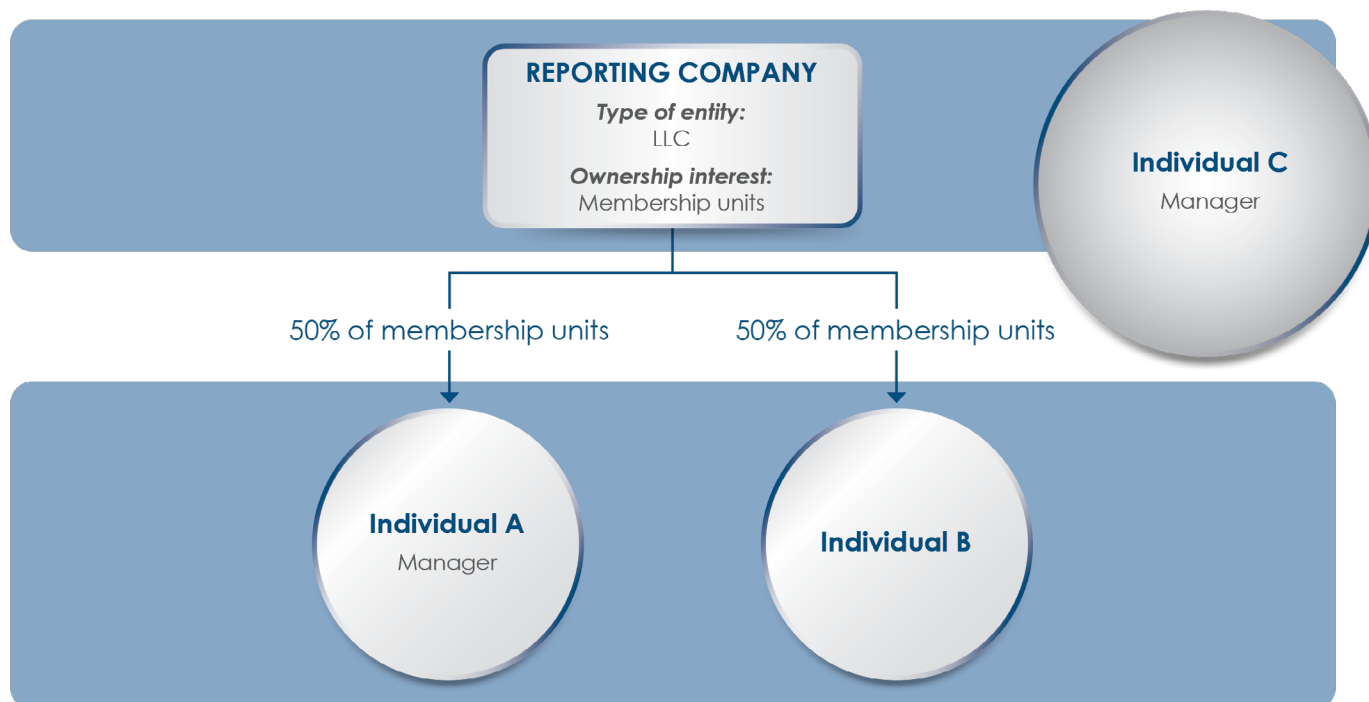 REPORTING COMPANY
Type of entity:
LLC
Ownership interest:
Membership units
Individual C
Manager
50% of membership units
50% of membership units
Individual A
Manager
Individual B